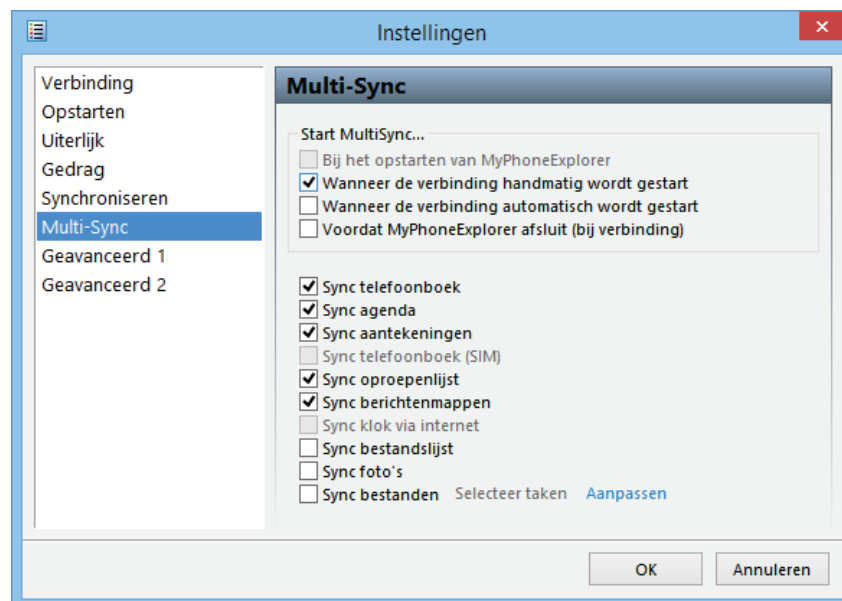 Instellingen
Verbinding
Opstarten
Uiterlijk
Gedrag
Synchroniseren
Multi-Sync
Geavanceerd 1
Geavanceerd 2
Multi-Sync
Start MultiSync...
Bij het opstarten van MyPhoneExplorer
Wanneer de verbinding handmatig wordt gestart
Wanneer de verbinding automatisch wordt gestart
Voordat MyPhoneExplorer afsluit (bij verbinding)
Sync telefoonboek
Sync agenda
Sync aantekeningen
Sync telefoonboek (SIM)
Sync oproepenlijst
Sync berichtenmappen
Sync klok via internet
Sync bestandslijst
Sync foto's
Sync bestanden Selecteer taken Aanpassen
OK Annuleren